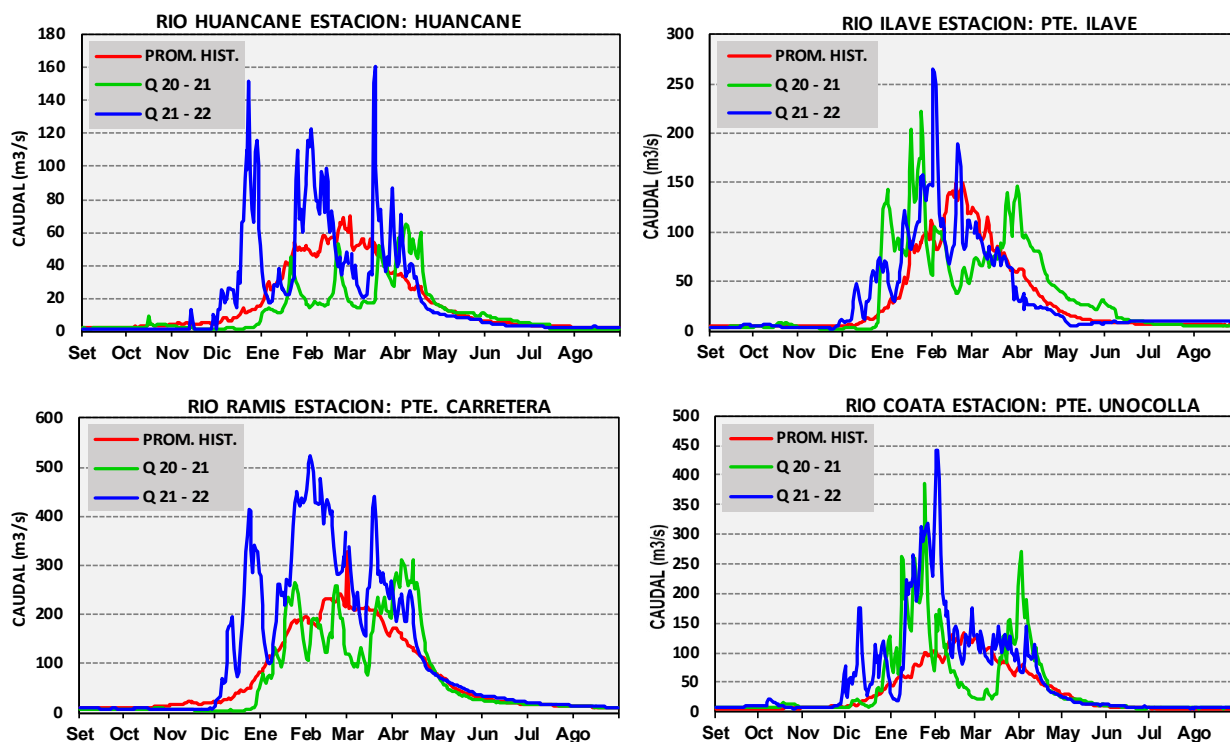 RIO HUANCANE ESTACION: HUANCANE
CAUDAL (m3/s)
180
160
140
120
100
80
60
40
20
0
PROM. HIST.
Q 20 - 21
Q 21 - 22
Set Oct Nov Dic Ene Feb Mar Abr May Jun Jul Ago
RIO ILAVE ESTACION: PTE. ILAVE
CAUDAL (m3/s)
300
250
200
150
100
50
0
PROM. HIST.
Q 20 - 21
Q 21 - 22
Set Oct Nov Dic Ene Feb Mar Abr May Jun Jul Ago
RIO RAMIS ESTACION: PTE. CARRETERA
CAUDAL (m3/s)
600
500
400
300
200
100
0
PROM. HIST.
Q 20 - 21
Q 21 - 22
Set Oct Nov Dic Ene Feb Mar Abr May Jun Jul Ago
RIO COATA ESTACION: PTE. UNOCOLLA
CAUDAL (m3/s)
500
450
400
350
300
250
200
150
100
50
0
PROM. HIST.
Q 20 - 21
Q 21 - 22
Set Oct Nov Dic Ene Feb Mar Abr May Jun Jul Ago